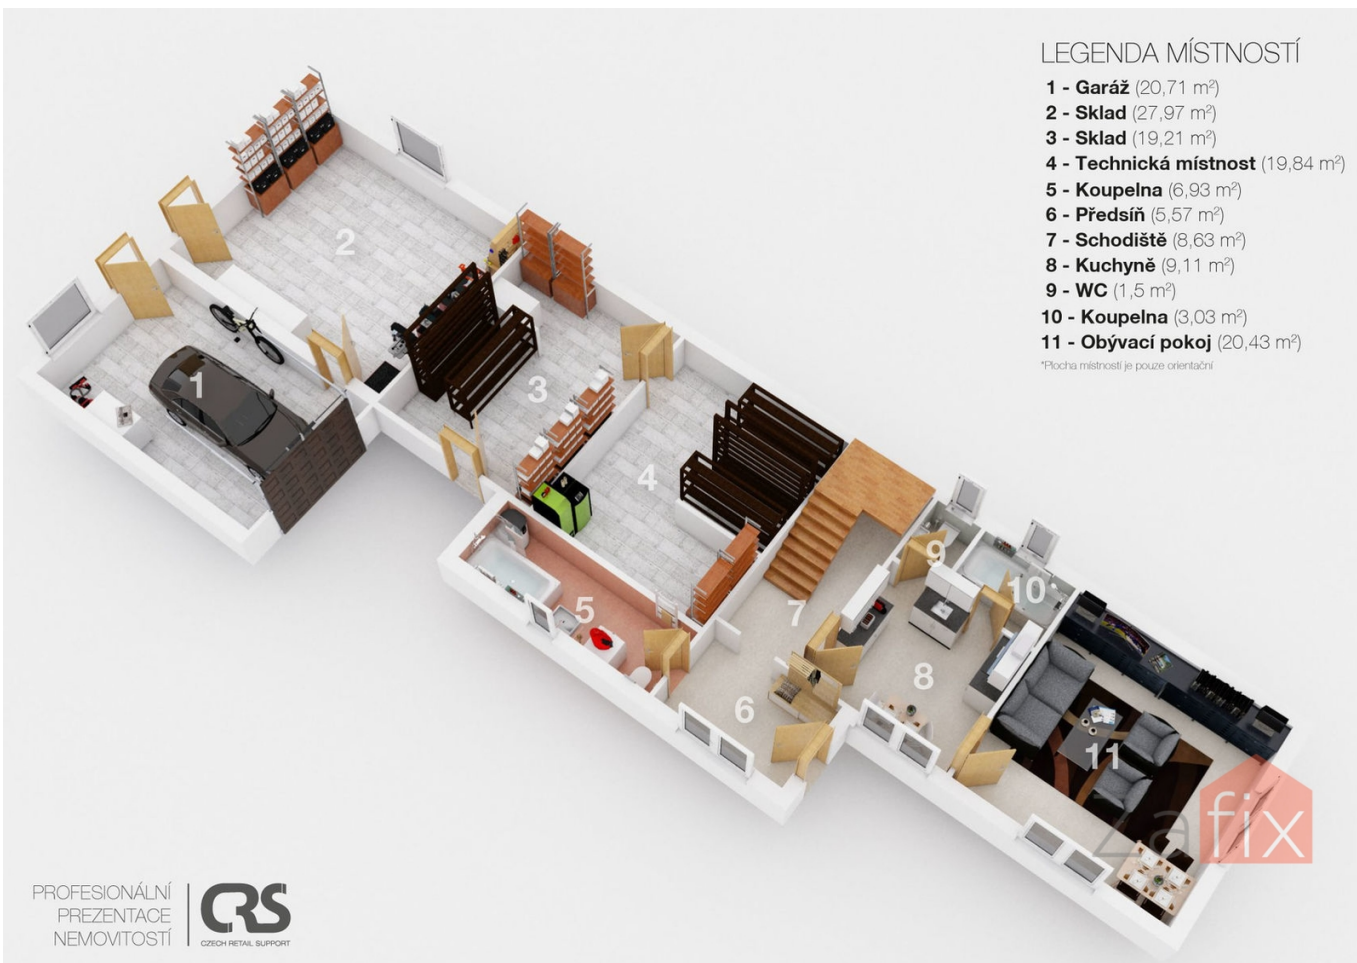 LEGENDA MÍSTNOSTÍ
1 - Garáž (20,71 m²)
2 - Sklad (27,97 m²)
3 - Sklad (19,21 m²)
4 - Technická místnost (19,84 m²)
5 - Koupelna (6,93 m²)
6 - Předsíň (5,57 m²)
7 - Schodiště (8,63 m²)
8 - Kuchyně (9,11 m²)
9 - WC (1,5 m²)
10 - Koupelna (3,03 m²)
11 - Obývací pokoj (20,43 m²)
*Plocha místností je pouze orientační
2
1
3
4
9
10
5
7
8
6
11
zafix
PROFESIONÁLNÍ
PREZENTACE
NEMOVITOSTÍ
CRS
CZECH RETAIL SUPPORT